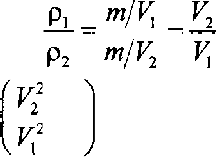 ρ₁/ρ₂ = (m/V₁)/(m/V₂) − V₂/V₁
(V₂²
V₁²)